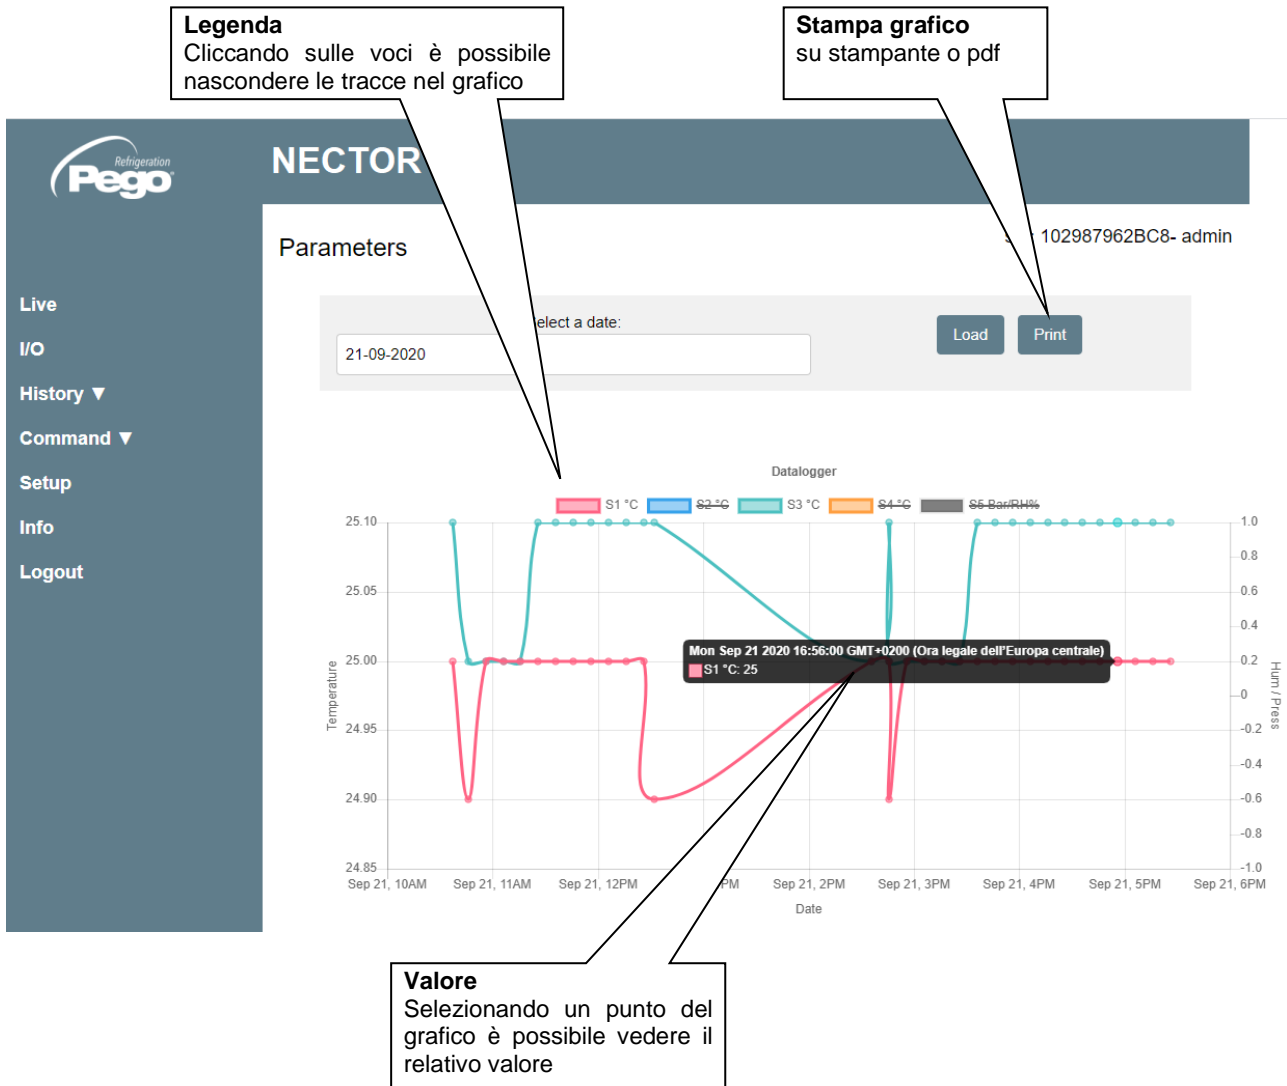 Legenda
Cliccando sulle voci è possibile
nascondere le tracce nel grafico
Stampa grafico
su stampante o pdf
Refrigeration
Pego
NECTOR
Parameters
102987962BC8- admin
Live
I/O
History ▼
Command ▼
Setup
Info
Logout
elect a date:
21-09-2020
Load
Print
Datalogger
S1 °C
S2 °C
S3 °C
S4 °C
S5 Bar/RH%
25.10
25.05
25.00
24.95
24.90
24.85
Temperature
1.0
0.8
0.6
0.4
0.2
0
-0.2
-0.4
-0.6
-0.8
-1.0
Hum / Press
Mon Sep 21 2020 16:56:00 GMT+0200 (Ora legale dell'Europa centrale)
S1 °C: 25
Sep 21, 10AM
Sep 21, 11AM
Sep 21, 12PM
PM
Sep 21, 2PM
Sep 21, 3PM
Sep 21, 4PM
Sep 21, 5PM
Sep 21, 6PM
Date
Valore
Selezionando un punto del
grafico è possibile vedere il
relativo valore